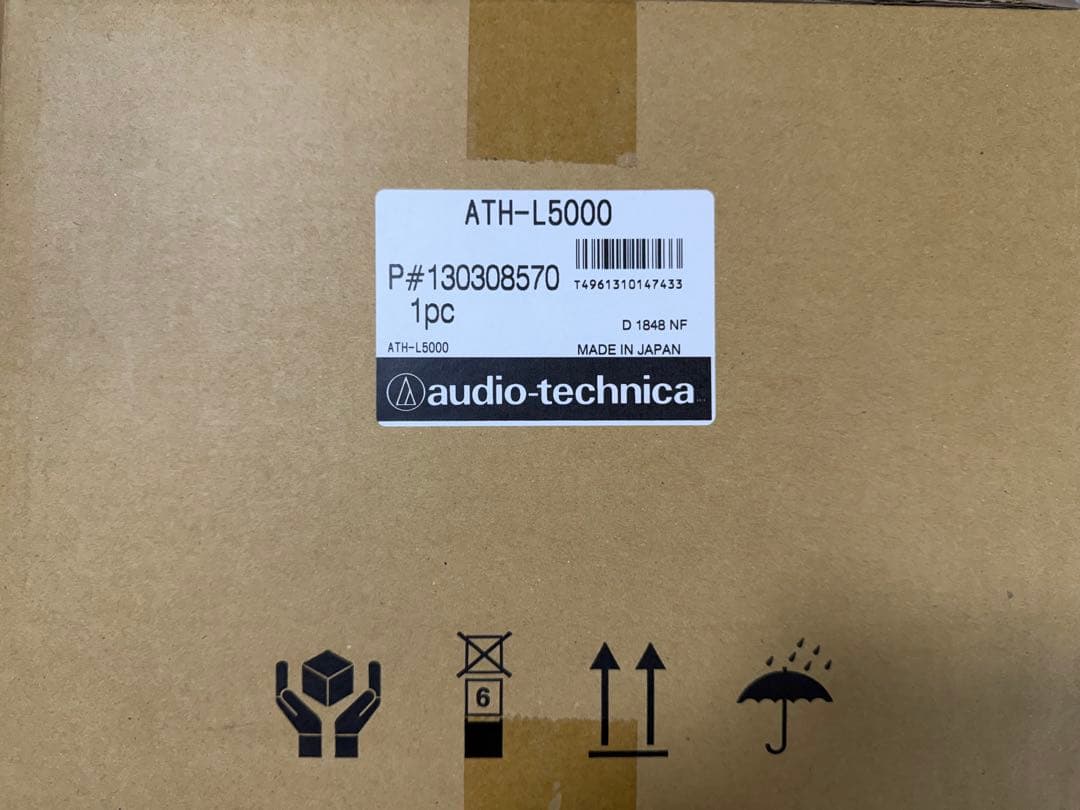 ATH-L5000
P#130308570
T4961310147433
1pc
D 1848 NF
ATH-L5000
MADE IN JAPAN
audio-technica
6